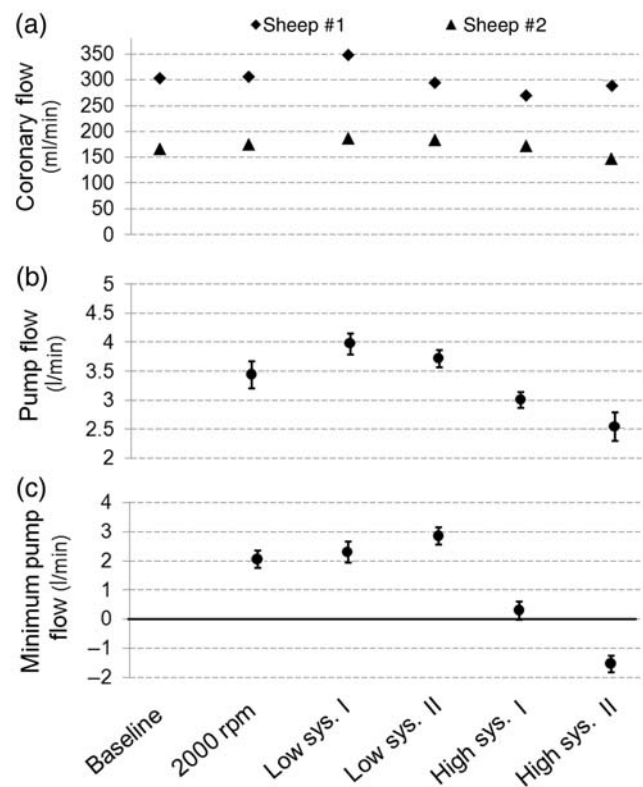 (a)
◆ Sheep #1 ▲ Sheep #2
Coronary flow
(ml/min)
350
300
250
200
150
100
50
0
(b)
Pump flow
(l/min)
5
4.5
4
3.5
3
2.5
2
(c)
Minimum pump
flow (l/min)
4
3
2
1
0
–1
–2
Baseline
2000 rpm
Low sys. I
Low sys. II
High sys. I
High sys. II